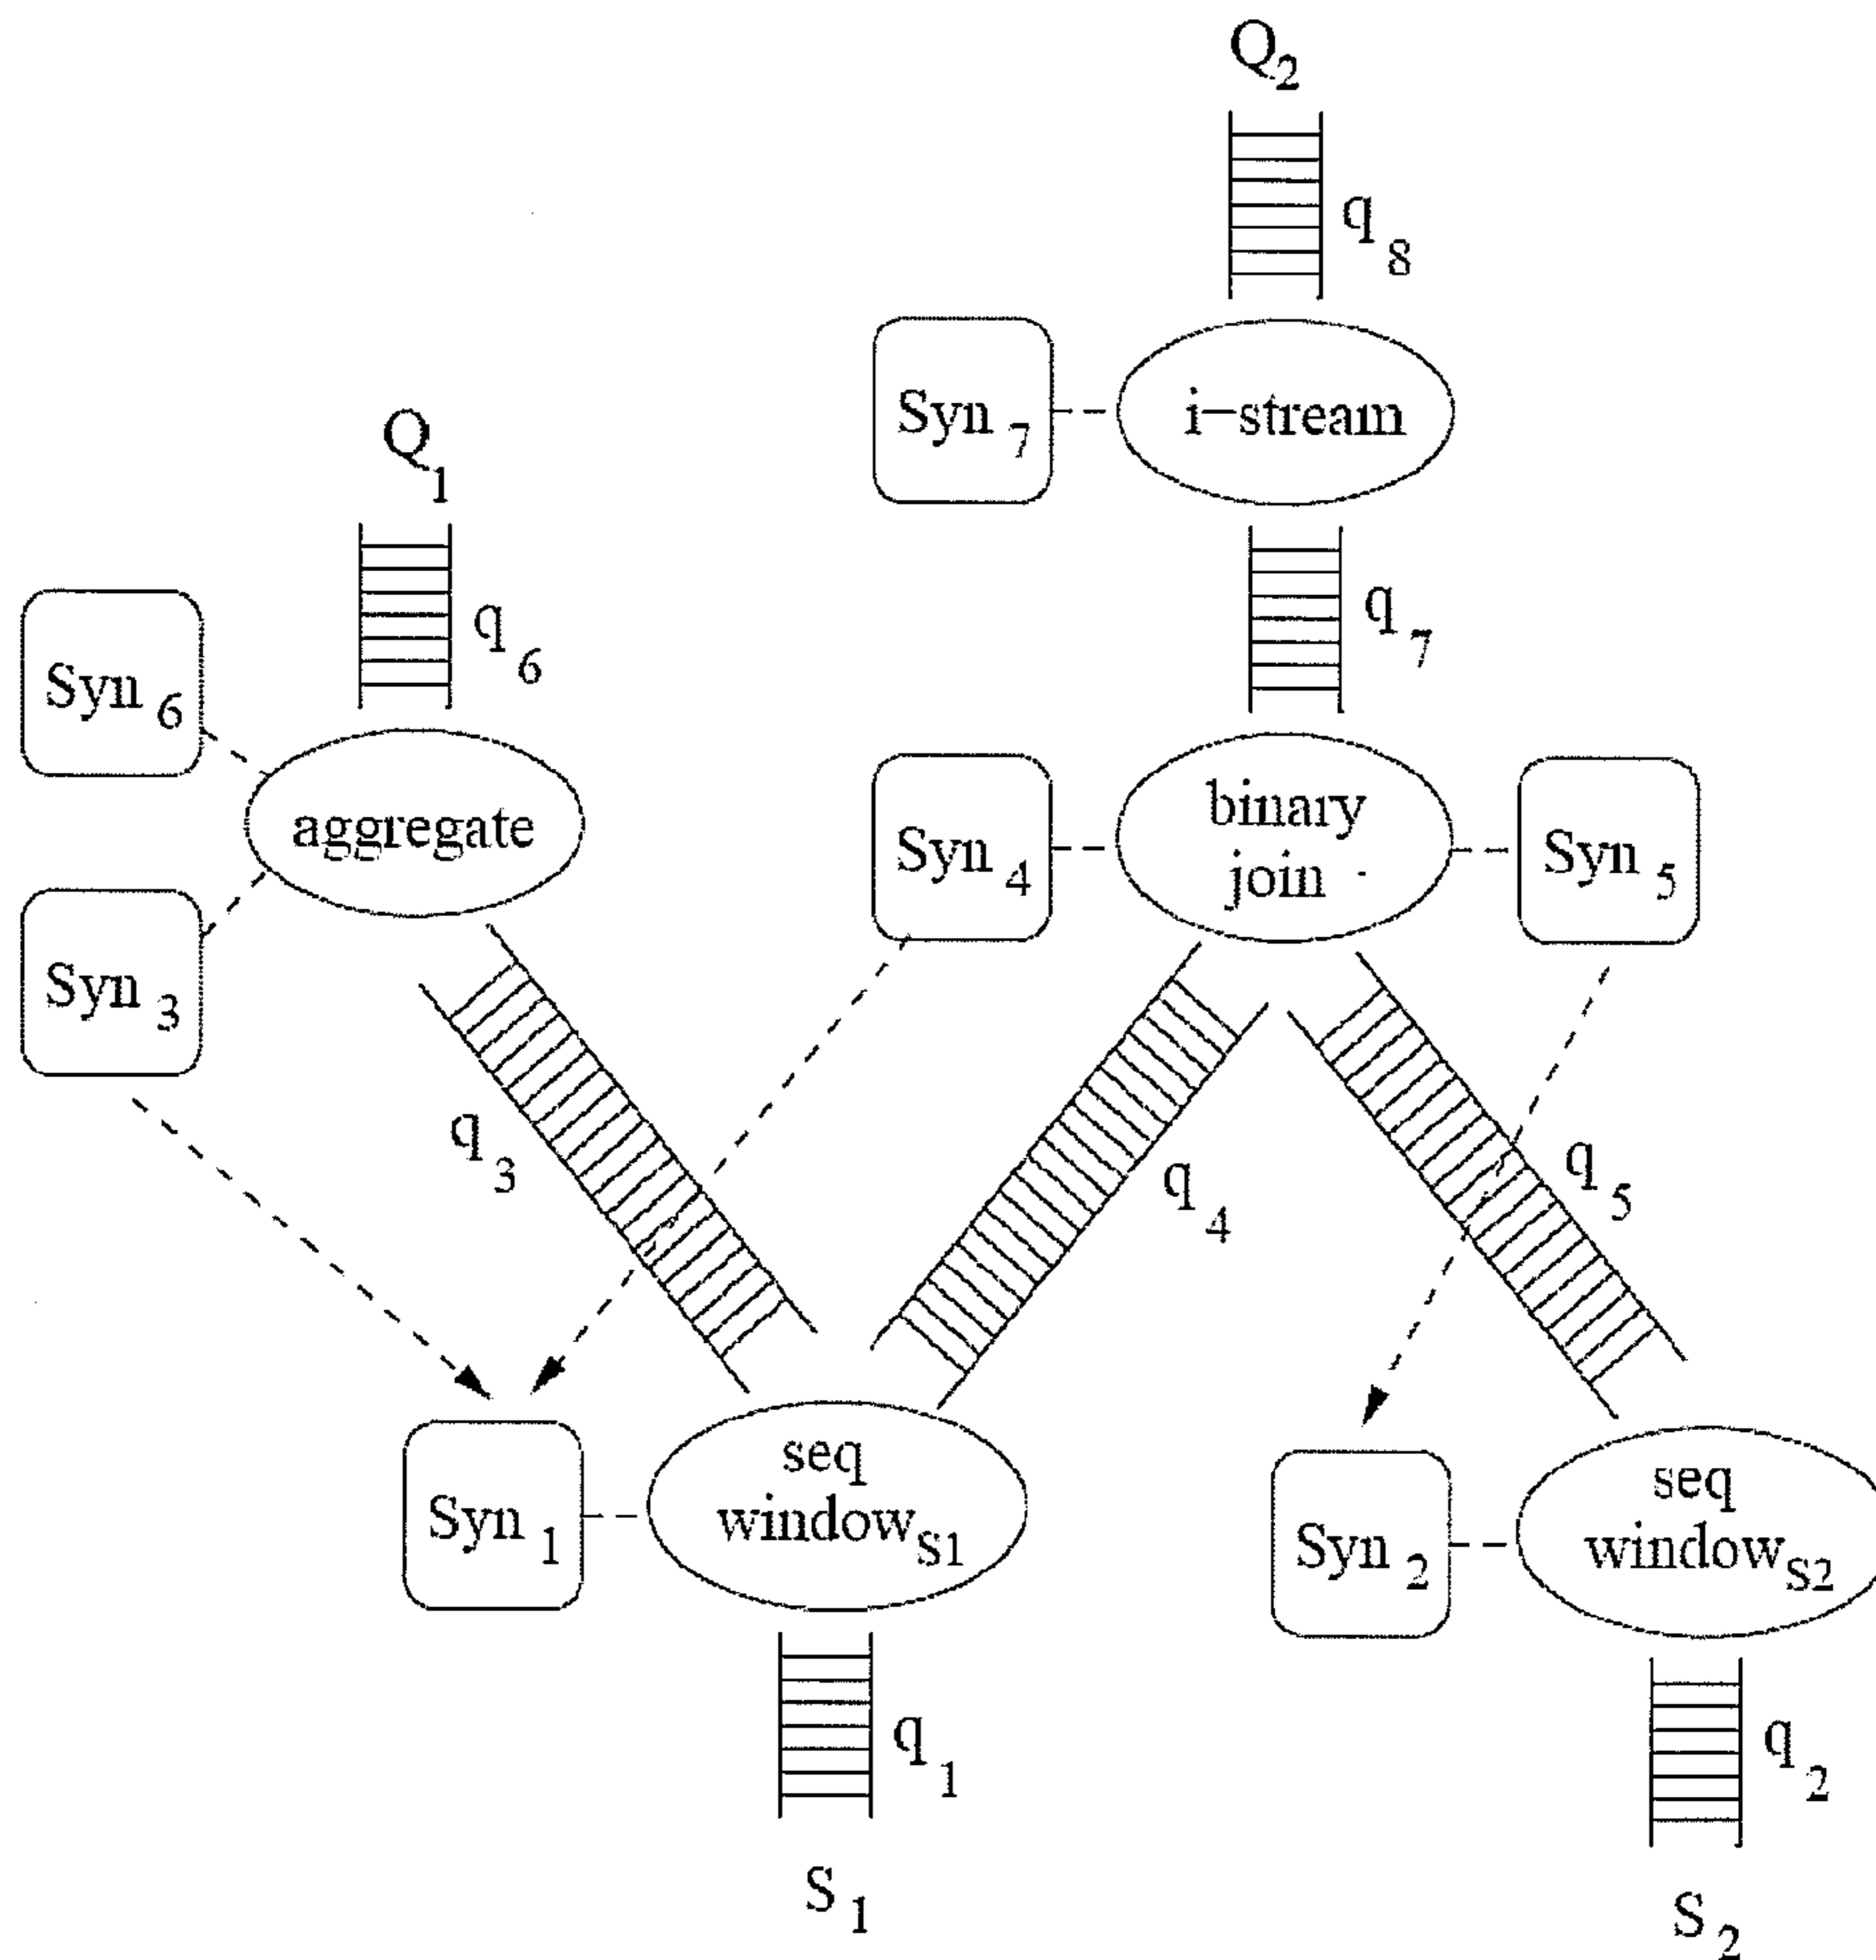 Q2
q8
Syn7
i-stream
Q1
q6
q7
Syn6
aggregate
Syn3
Syn4
binary
join
Syn5
q3
q4
q5
Syn1
seq
windowS1
Syn2
seq
windowS2
q1
q2
S1
S2